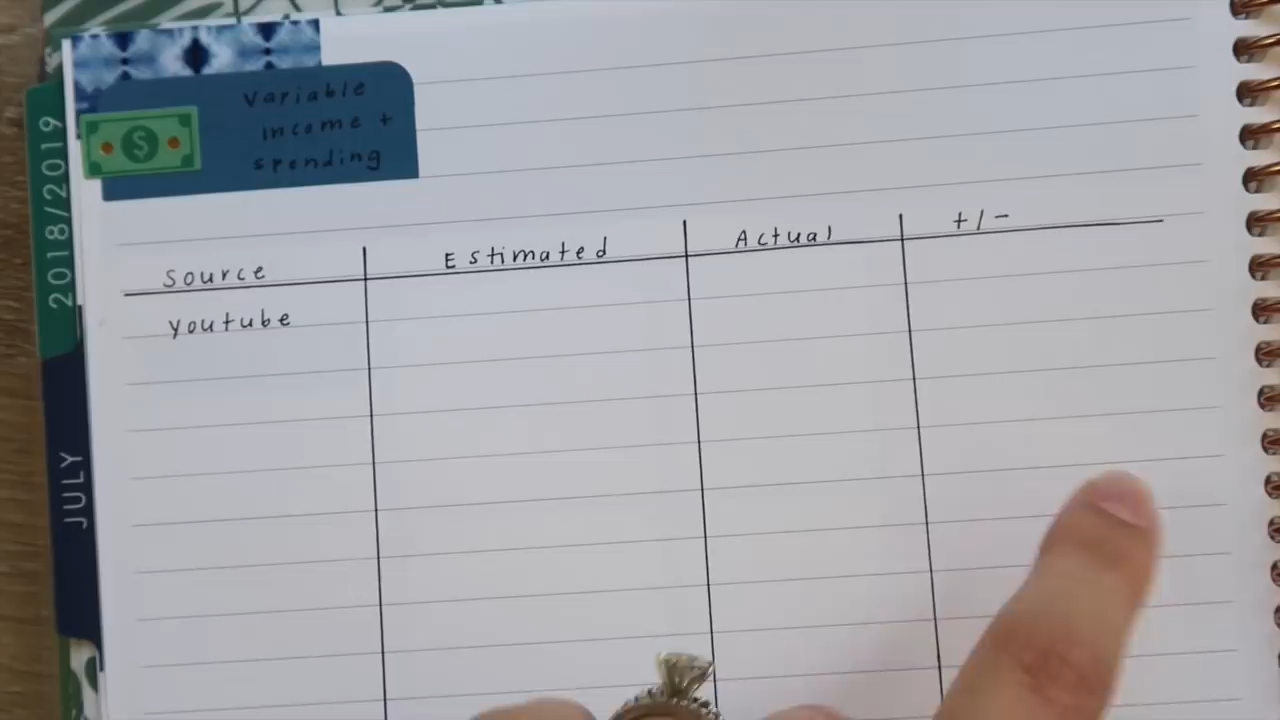 Variable
income +
spending
2018/2019
JULY
$
Source Estimated Actual +/-
Youtube